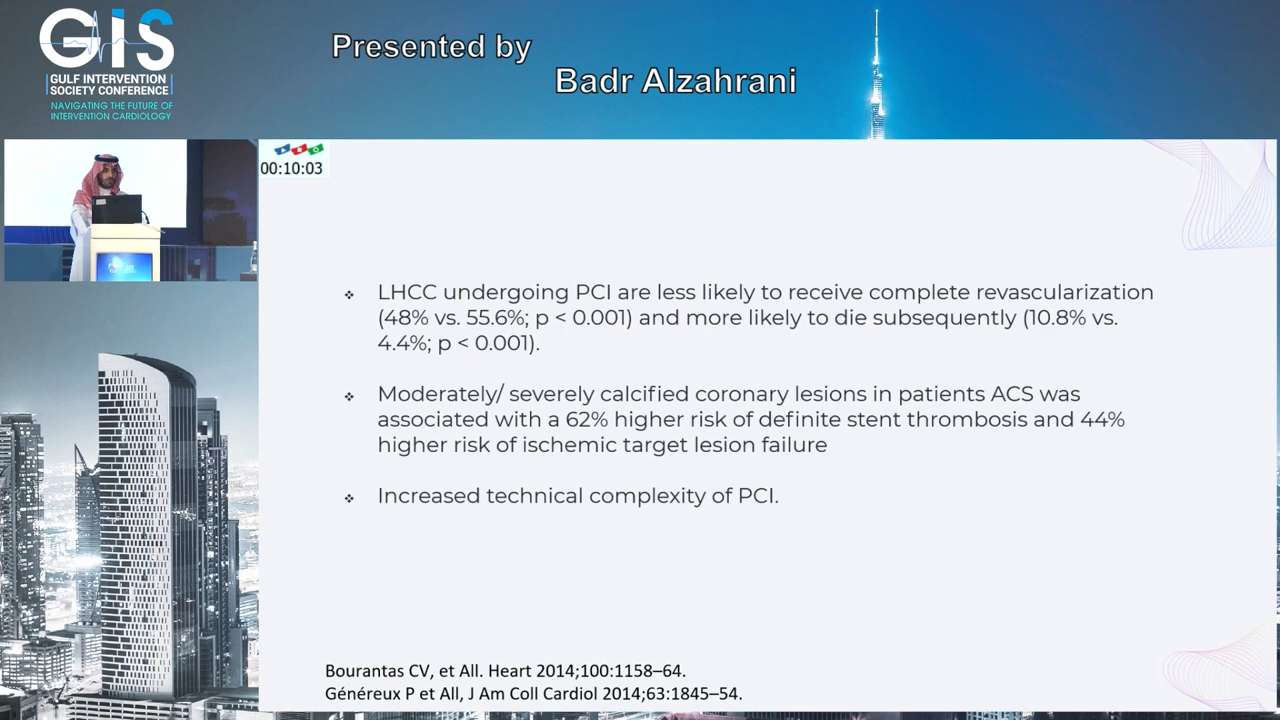 GIS
GULF INTERVENTION
SOCIETY CONFERENCE
NAVIGATING THE FUTURE OF
INTERVENTION CARDIOLOGY
Presented by
Badr Alzahrani
00:10:03
❖ LHCC undergoing PCI are less likely to receive complete revascularization
(48% vs. 55.6%; p < 0.001) and more likely to die subsequently (10.8% vs.
4.4%; p < 0.001).
❖ Moderately/ severely calcified coronary lesions in patients ACS was
associated with a 62% higher risk of definite stent thrombosis and 44%
higher risk of ischemic target lesion failure
❖ Increased technical complexity of PCI.
Bourantas CV, et All. Heart 2014;100:1158–64.
Généreux P et All, J Am Coll Cardiol 2014;63:1845–54.